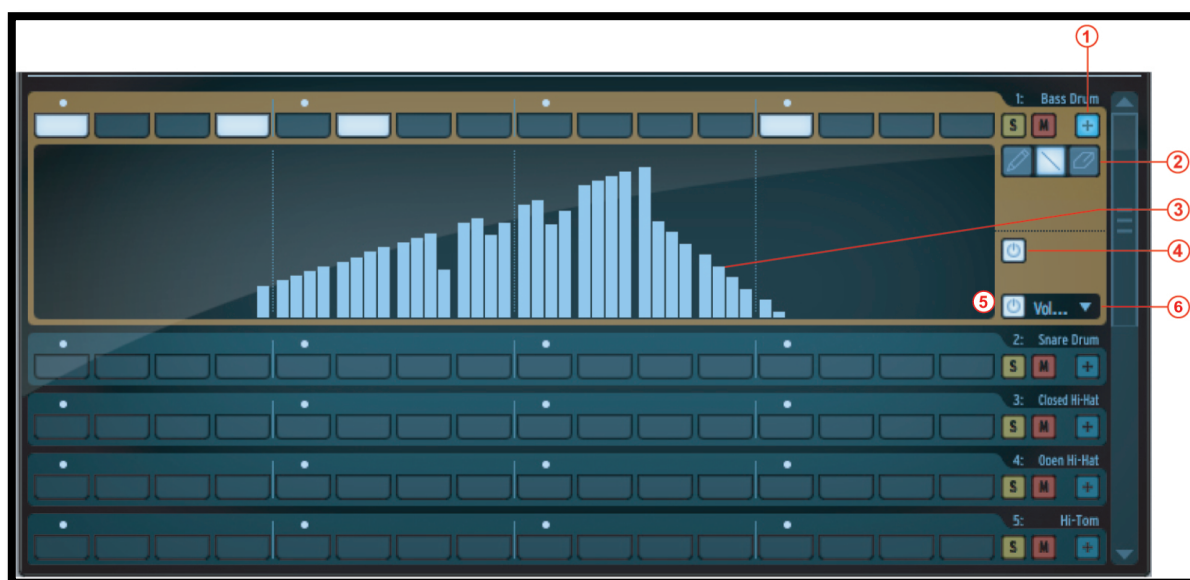 1
1: Bass Drum
S M +
2
3
4
5 Vol... 6
2: Snare Drum
S M +
3: Closed Hi-Hat
S M +
4: Open Hi-Hat
S M +
5: Hi-Tom
S M +